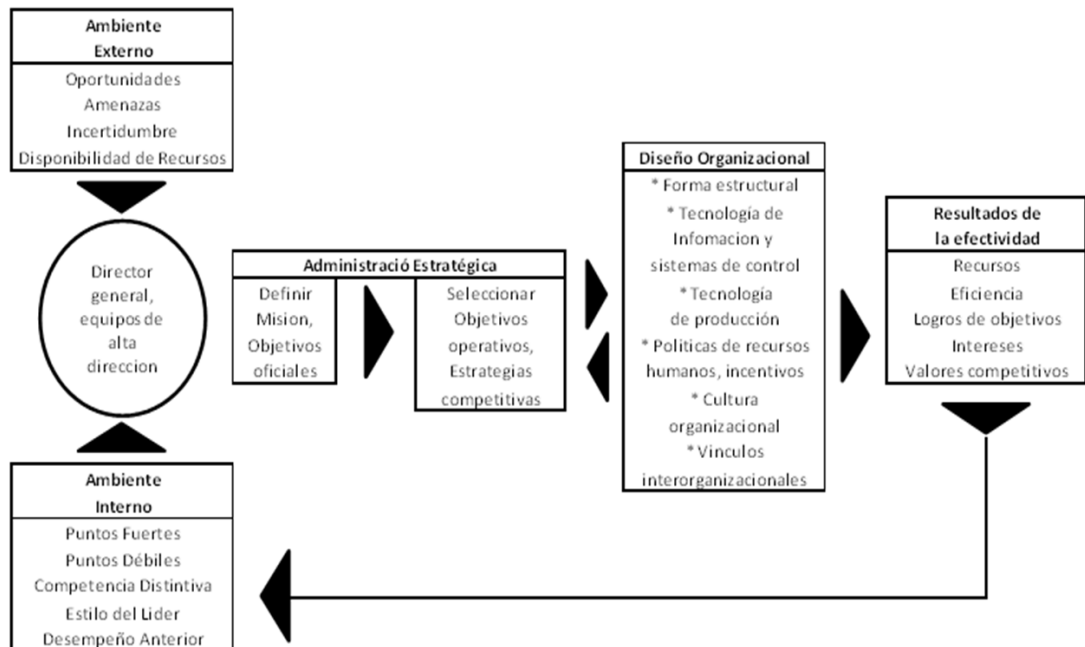 Ambiente
Externo
Oportunidades
Amenazas
Incertidumbre
Disponibilidad de Recursos
Director
general,
equipos de
alta
direccion
Ambiente
Interno
Puntos Fuertes
Puntos Débiles
Competencia Distintiva
Estilo del Lider
Desempeño Anterior
Administració Estratégica
Definir
Mision,
Objetivos
oficiales
Seleccionar
Objetivos
operativos,
Estrategias
competitivas
Diseño Organizacional
* Forma estructural
* Tecnología de
Infomacion y
sistemas de control
* Tecnología
de producción
* Politicas de recursos
humanos, incentivos
* Cultura
organizacional
* Vinculos
interorganizacionales
Resultados de
la efectividad
Recursos
Eficiencia
Logros de objetivos
Intereses
Valores competitivos